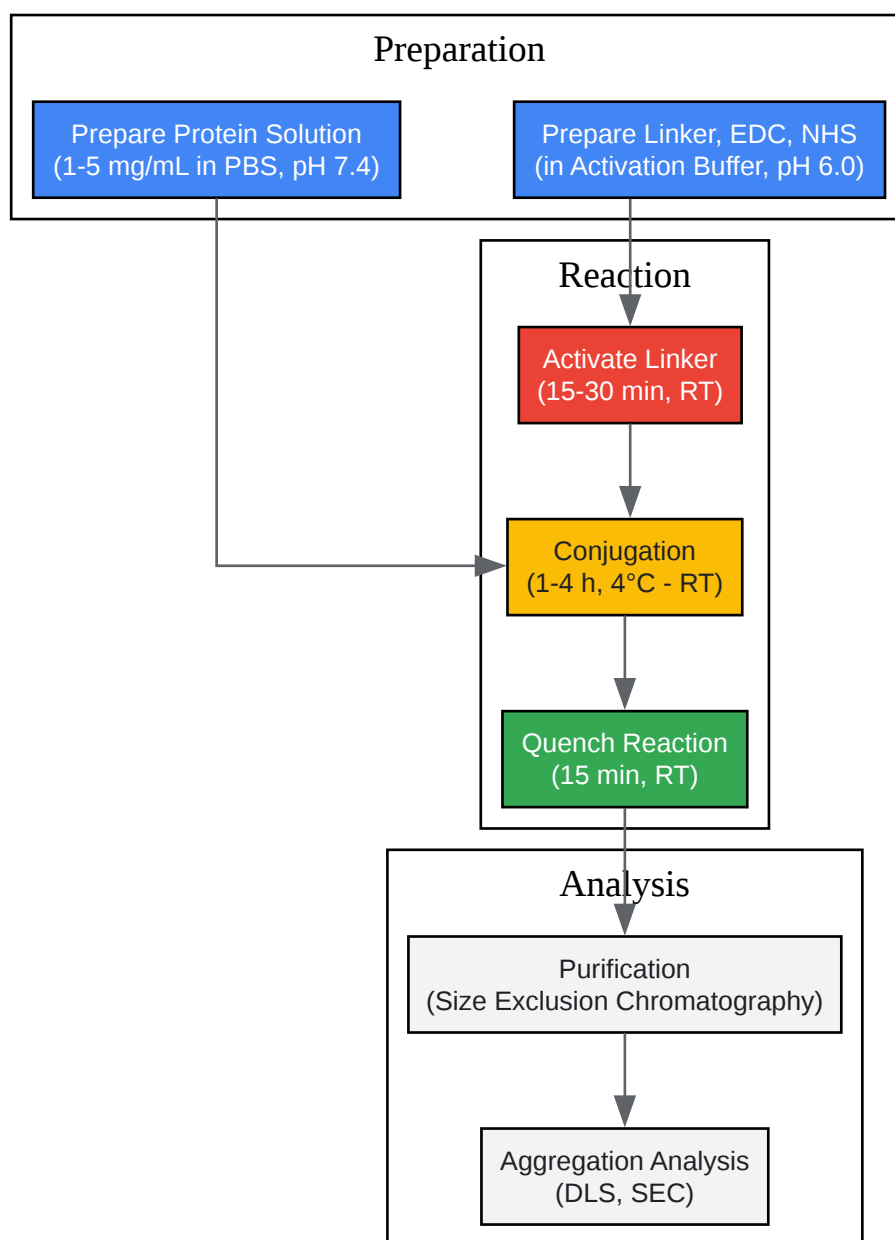 Preparation
Prepare Protein Solution
(1-5 mg/mL in PBS, pH 7.4)
Prepare Linker, EDC, NHS
(in Activation Buffer, pH 6.0)
Reaction
Activate Linker
(15-30 min, RT)
Conjugation
(1-4 h, 4°C - RT)
Quench Reaction
(15 min, RT)
Analysis
Purification
(Size Exclusion Chromatography)
Aggregation Analysis
(DLS, SEC)